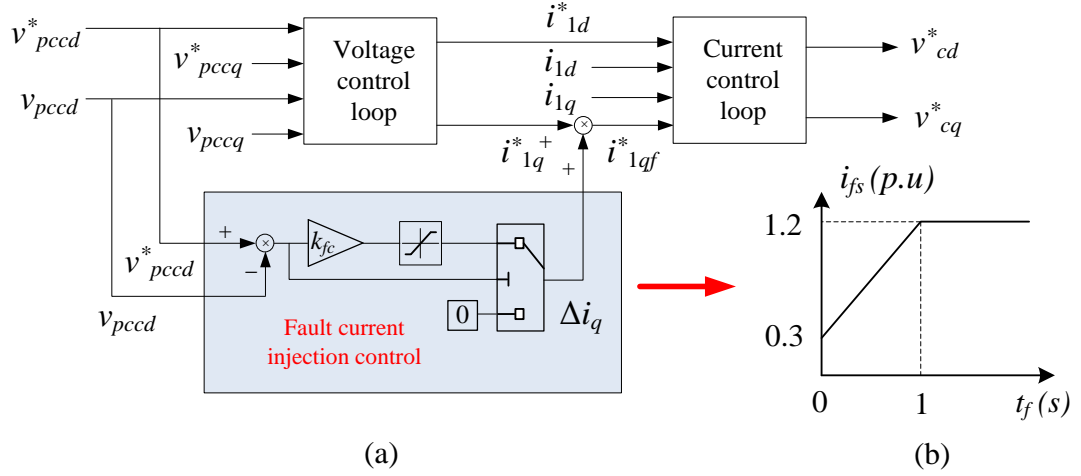 v*pccd
v*pccq
vpccd
vpccq
Voltage
control
loop
i*1d
i1d
i1q
i*1q
+
+
i*1qf
Current
control
loop
v*cd
v*cq
+
−
v*pccd
vpccd
kfc
0
Δiq
Fault current
injection control
ifs (p.u)
1.2
0.3
0
1
tf (s)
(a)
(b)